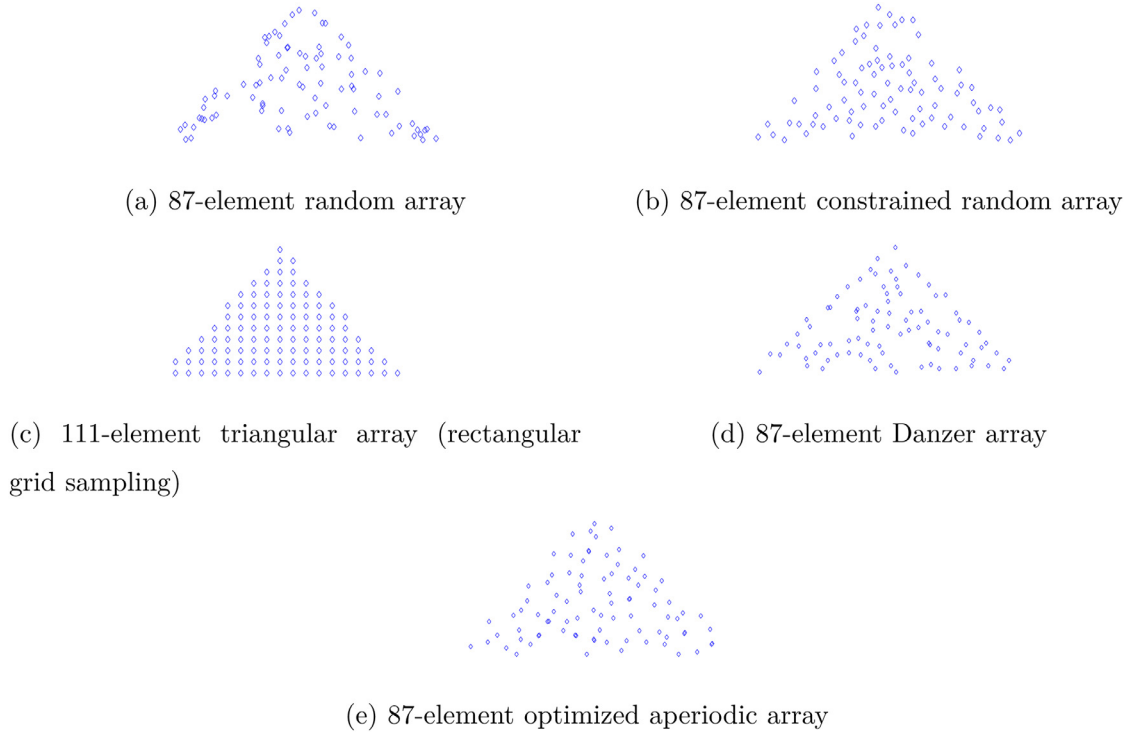 (a) 87-element random array
(b) 87-element constrained random array
(c) 111-element triangular array (rectangular
grid sampling)
(d) 87-element Danzer array
(e) 87-element optimized aperiodic array